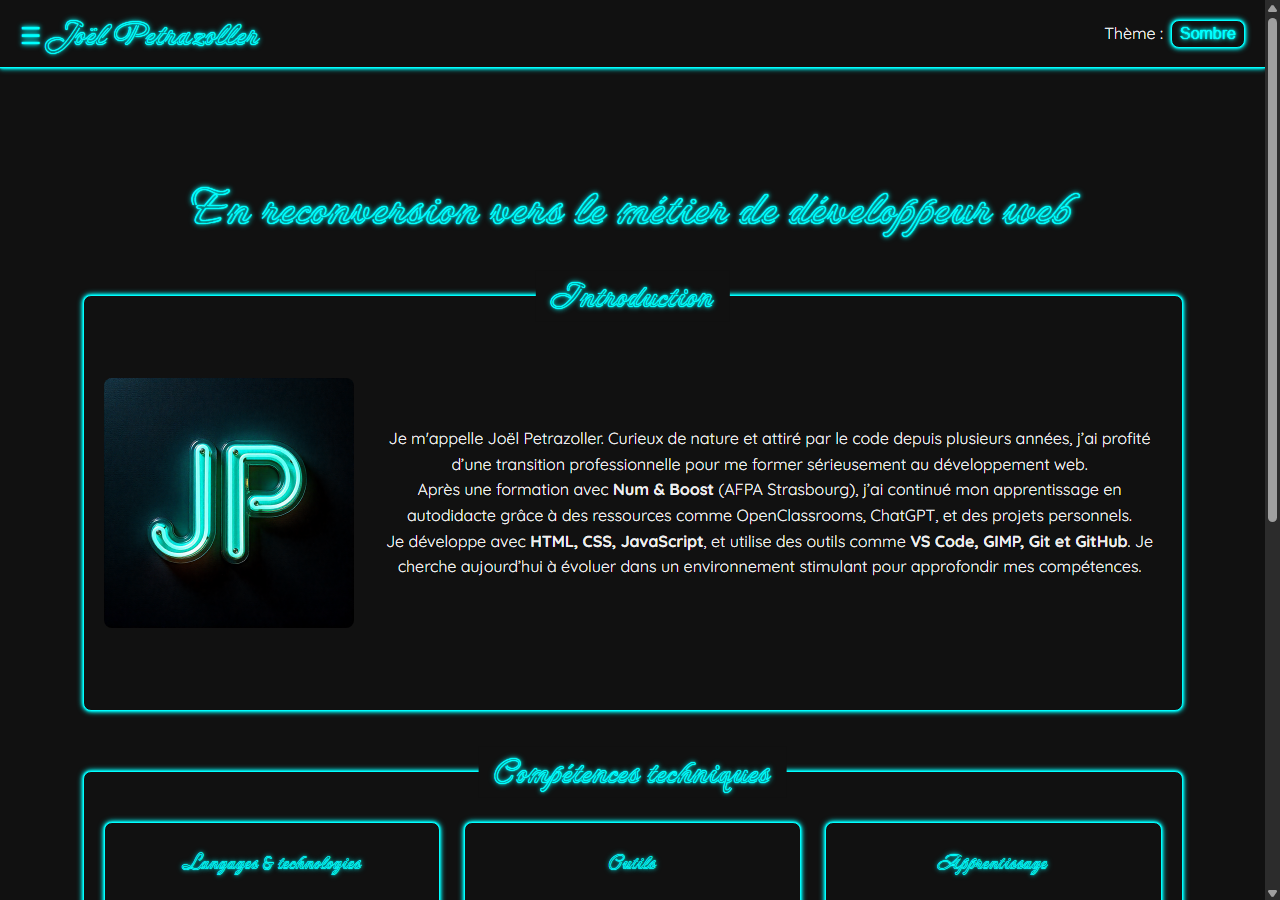 Joël Petrazoller
Thème : Sombre
En reconversion vers le métier de développeur web
Introduction
JP
Je m'appelle Joël Petrazoller. Curieux de nature et attiré par le code depuis plusieurs années, j’ai profité
d’une transition professionnelle pour me former sérieusement au développement web.
Après une formation avec Num & Boost (AFPA Strasbourg), j’ai continué mon apprentissage en
autodidacte grâce à des ressources comme OpenClassrooms, ChatGPT, et des projets personnels.
Je développe avec HTML, CSS, JavaScript, et utilise des outils comme VS Code, GIMP, Git et GitHub. Je
cherche aujourd’hui à évoluer dans un environnement stimulant pour approfondir mes compétences.
Compétences techniques
Langages & technologies
Outils
Apprentissage